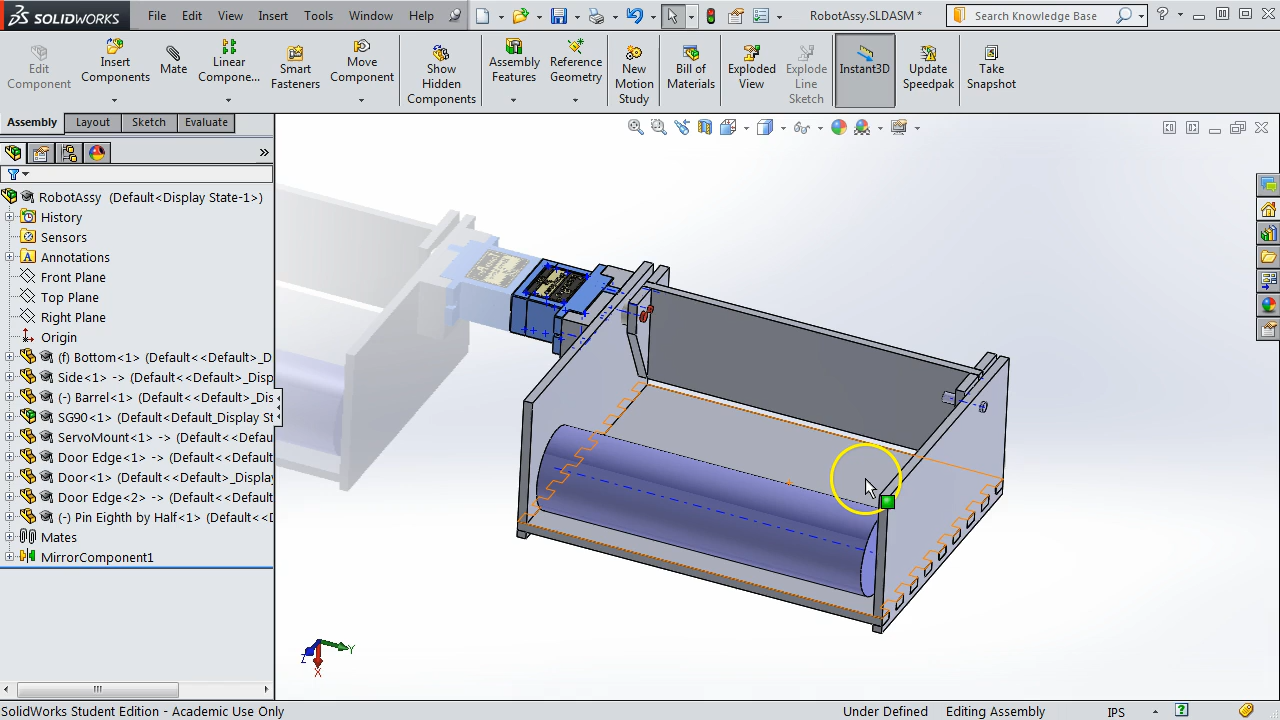 SOLIDWORKS File Edit View Insert Tools Window Help RobotAssy.SLDASM * Search Knowledge Base
Edit Component
Insert Components
Mate
Linear Compone...
Smart Fasteners
Move Component
Show Hidden Components
Assembly Features
Reference Geometry
New Motion Study
Bill of Materials
Exploded View
Explode Line Sketch
Instant3D
Update Speedpak
Take Snapshot
Assembly Layout Sketch Evaluate
RobotAssy (Default<Display State-1>)
History
Sensors
Annotations
Front Plane
Top Plane
Right Plane
Origin
(f) Bottom<1> (Default<<Default>_D
Side<1> -> (Default<<Default>_Disp
(-) Barrel<1> (Default<<Default>_Dis
SG90<1> (Default<Default_Display St
ServoMount<1> -> (Default<<Defau
Door Edge<1> -> (Default<<Default>
Door<1> (Default<<Default>_Display
Door Edge<2> -> (Default<<Default>
(-) Pin Eighth by Half<1> (Default<<D
Mates
MirrorComponent1
Y
Z
X
SolidWorks Student Edition - Academic Use Only Under Defined Editing Assembly IPS